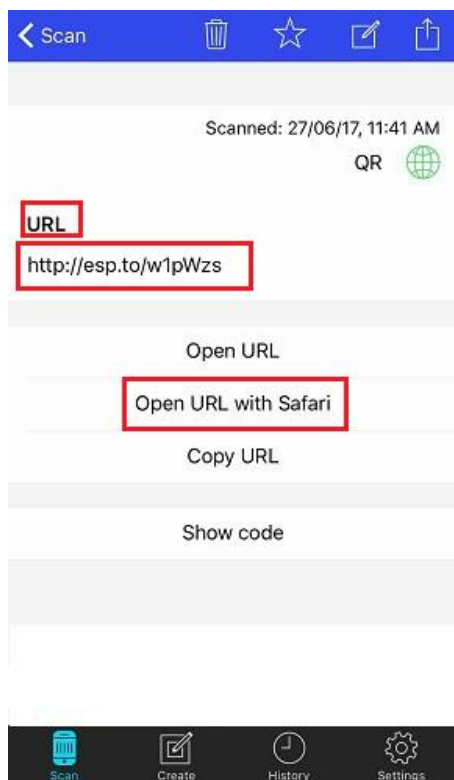 Scan
Scanned: 27/06/17, 11:41 AM
QR
URL
http://esp.to/w1pWzs
Open URL
Open URL with Safari
Copy URL
Show code
Scan Create History Settings